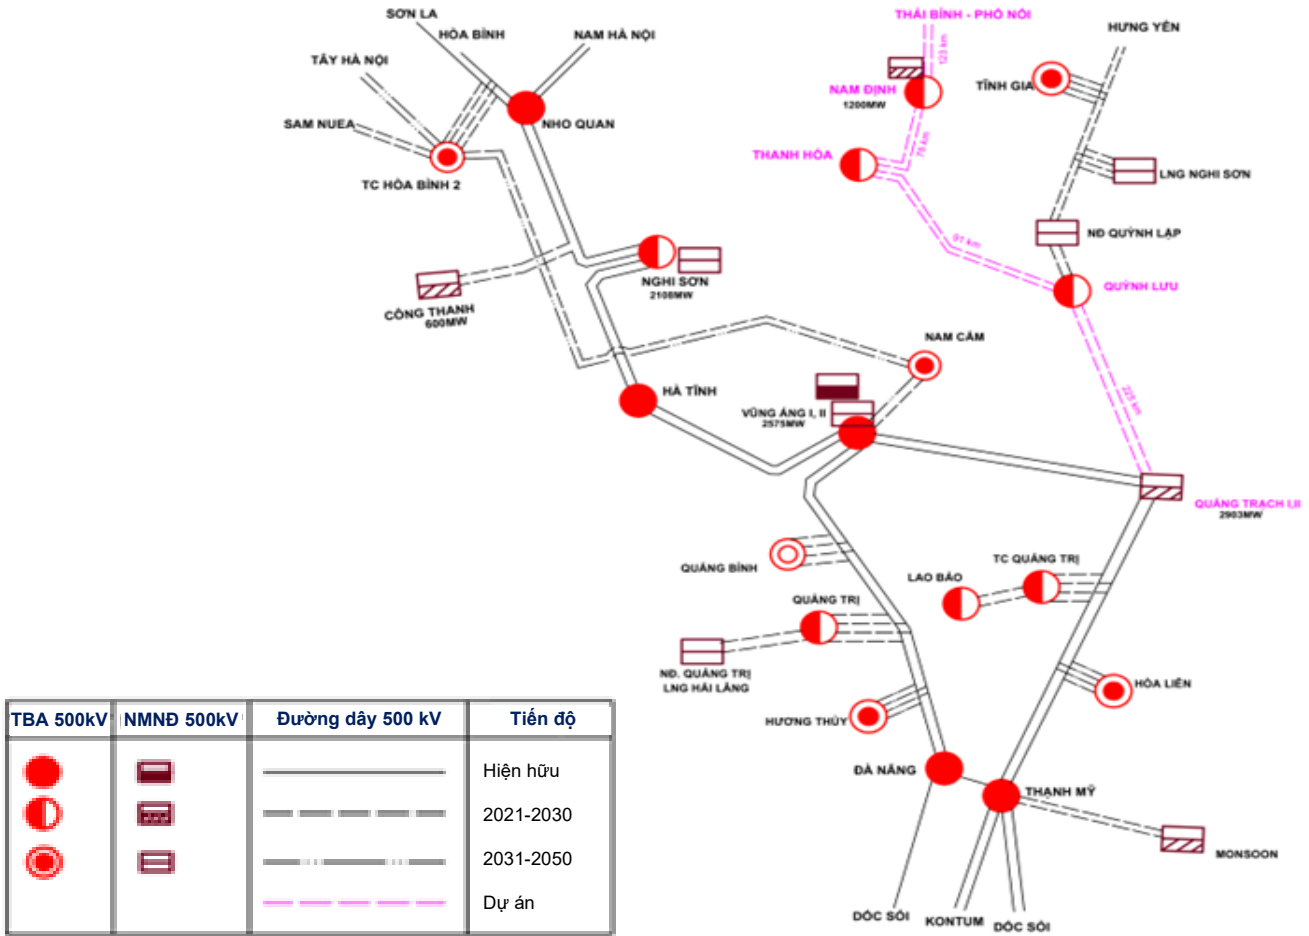 SƠN LA
HÒA BÌNH
NAM HÀ NỘI
TÂY HÀ NỘI
SAM NUEA
NHO QUAN
TC HÒA BÌNH 2
THÁI BÌNH - PHỐ NỐI
123 km
HƯNG YÊN
NAM ĐỊNH
1200MW
TĨNH GIA
75 km
THANH HÓA
LNG NGHI SƠN
NĐ QUỲNH LẬP
91 km
QUỲNH LƯU
NGHI SƠN
2108MW
CÔNG THANH
600MW
NAM CẤM
HÀ TĨNH
VŨNG ÁNG I, II
2575MW
225 km
QUẢNG TRẠCH I,II
2903MW
QUẢNG BÌNH
TC QUẢNG TRỊ
LAO BẢO
QUẢNG TRỊ
NĐ. QUẢNG TRỊ
LNG HẢI LĂNG
HÒA LIÊN
HƯƠNG THỦY
ĐÀ NẴNG
THẠNH MỸ
MONSOON
DỐC SỎI
KONTUM
DỐC SỎI
TBA 500kV
NMNĐ 500kV
Đường dây 500 kV
Tiến độ
Hiện hữu
2021-2030
2031-2050
Dự án